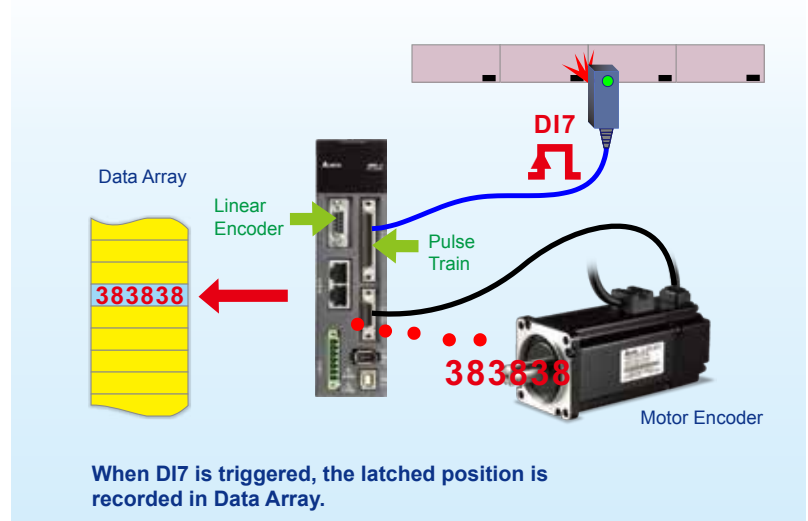 DI7
Data Array
Linear
Encoder
Pulse
Train
383838
383838
Motor Encoder
When DI7 is triggered, the latched position is
recorded in Data Array.